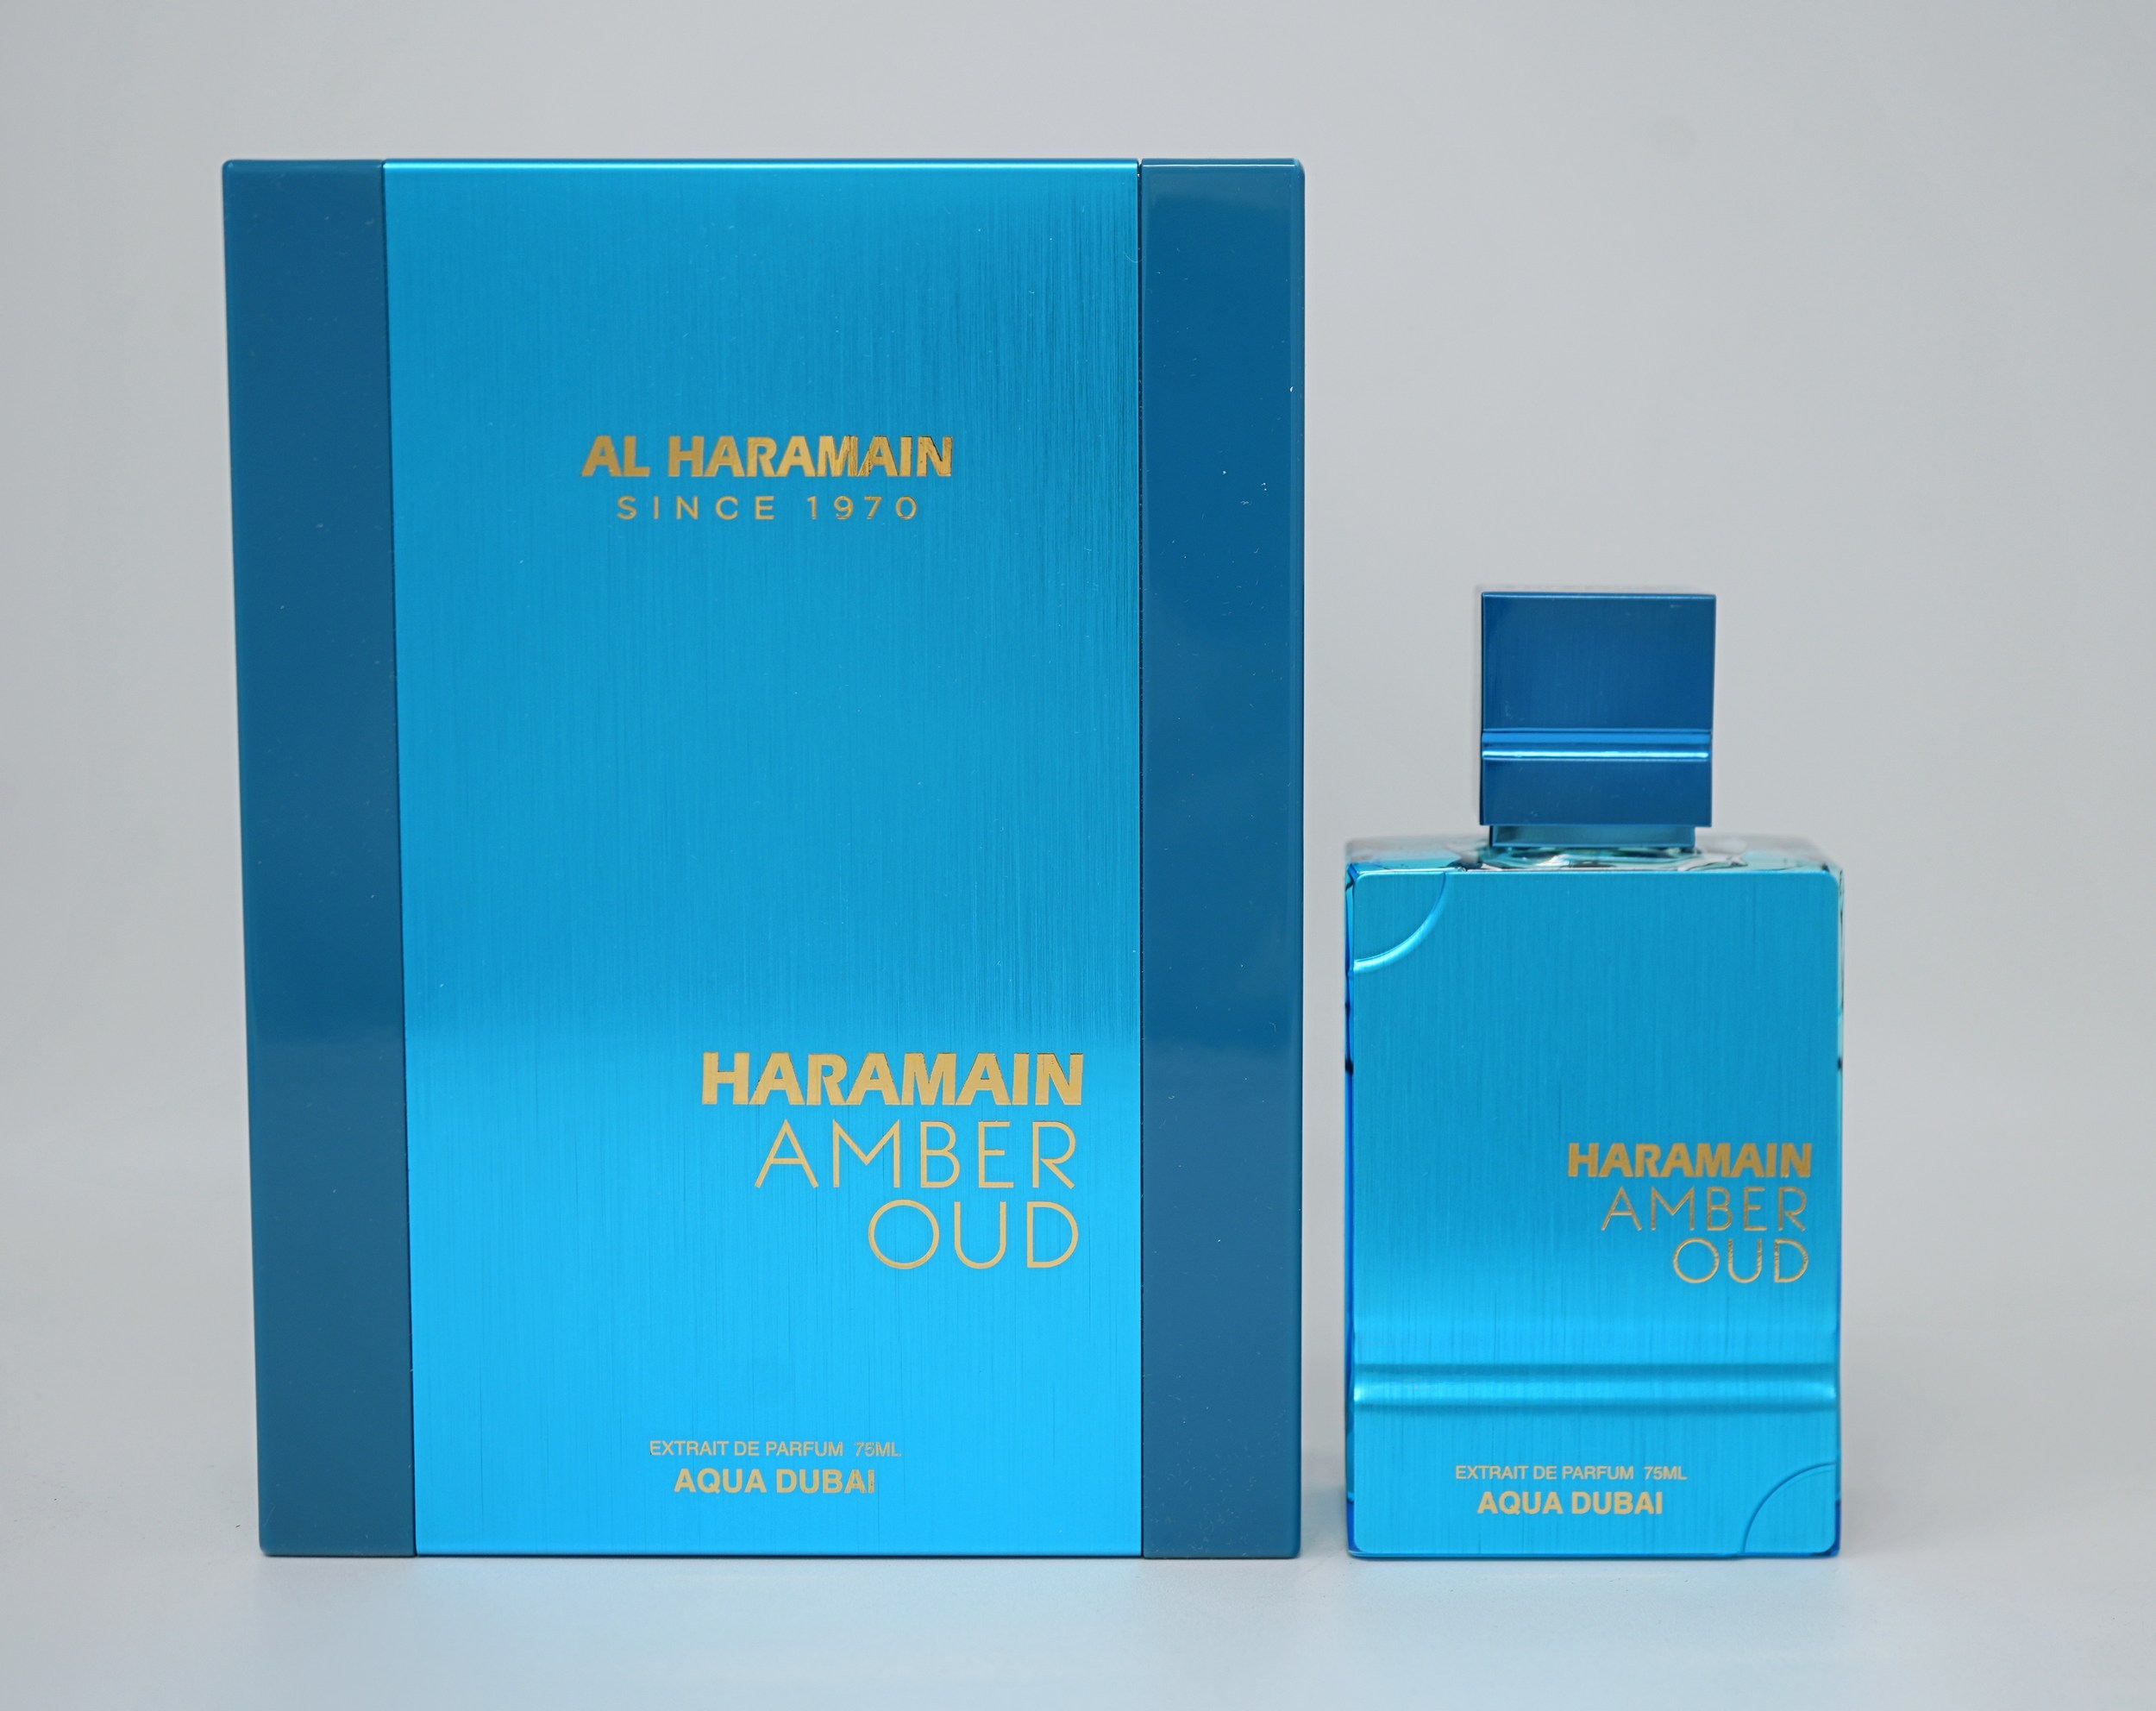 AL HARAMAIN
SINCE 1970
HARAMAIN
AMBER
OUD
EXTRAIT DE PARFUM 75ML
AQUA DUBAI
HARAMAIN
AMBER
OUD
EXTRAIT DE PARFUM 75ML
AQUA DUBAI